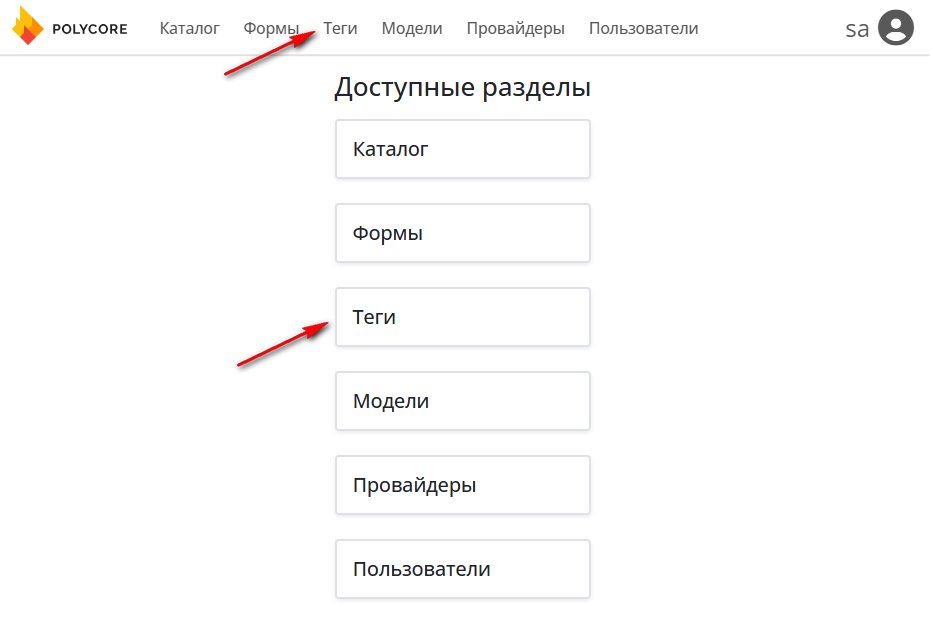 POLYCORE Каталог Формы Теги Модели Провайдеры Пользователи sa
Доступные разделы
Каталог
Формы
Теги
Модели
Провайдеры
Пользователи